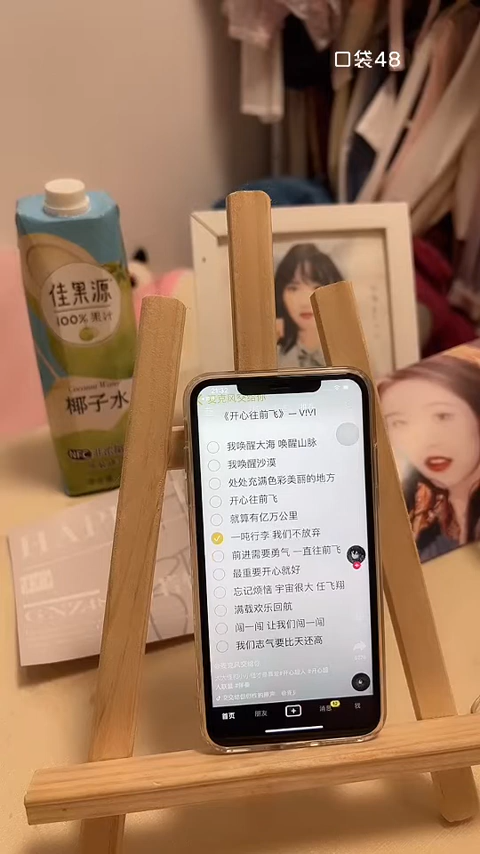 口袋48
佳果源
100%果汁
Coconut Water
椰子水
NFC
《开心往前飞》— V!Y!
我唤醒大海 唤醒山脉
我唤醒沙漠
处处充满色彩美丽的地方
开心往前飞
就算有亿万公里
一吨行李 我们不放弃
前进需要勇气 一直往前飞
最重要开心就好
忘记烦恼 宇宙很大 任飞翔
满载欢乐回航
闯一闯 让我们闯一闯
我们志气要比天还高
首页
朋友
消息
我